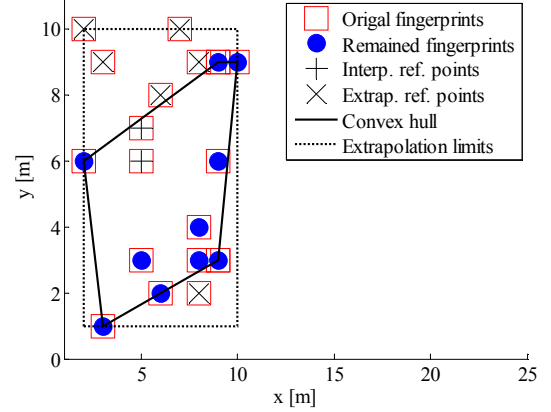 10
8
6
4
2
0
y [m]
5
10
15
20
25
x [m]
Origal fingerprints
Remained fingerprints
Interp. ref. points
Extrap. ref. points
Convex hull
Extrapolation limits